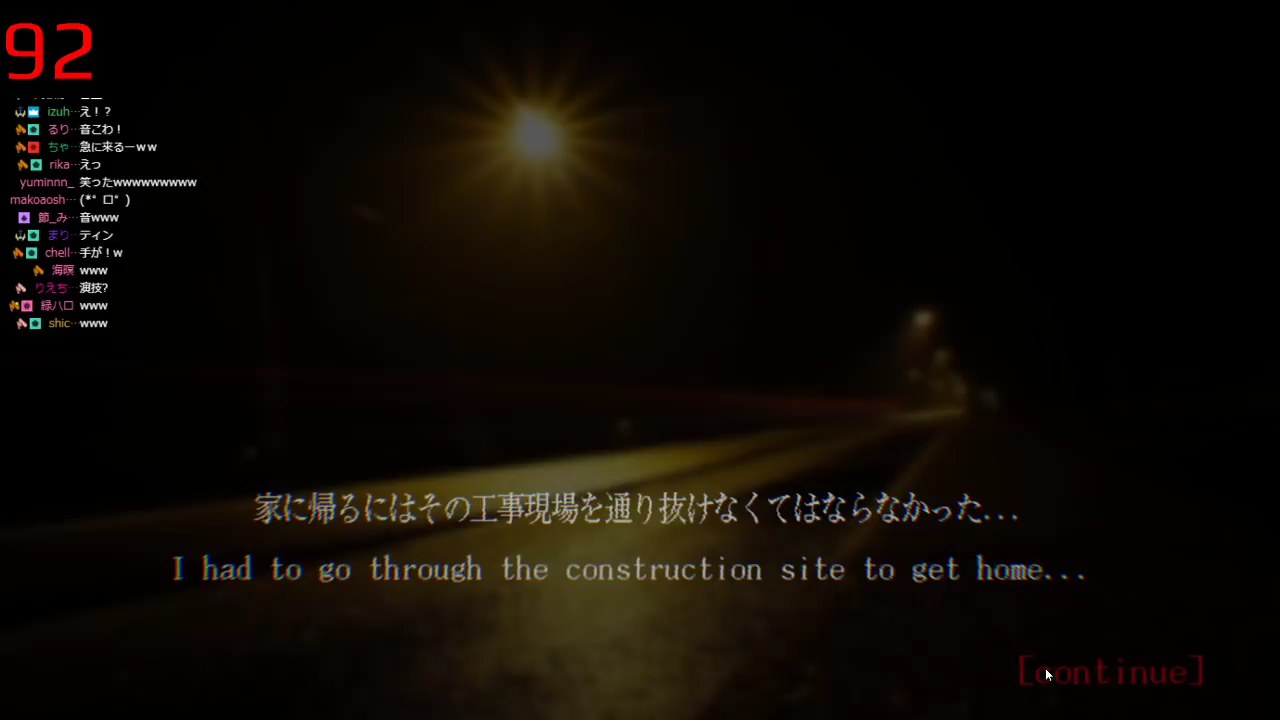 92
izuh… え！？
るり… 音こわ！
ちゃ… 急に来るーｗｗ
rika… えっ
yuminnn_ 笑ったwwwwwwwww
makoaosh… (*ﾟロﾟ)
節_み… 音www
まり… ティン
chell… 手が！w
海暝 www
りえち… 演技?
緑ハロ www
shic… www
家に帰るにはその工事現場を通り抜けなくてはならなかった...
I had to go through the construction site to get home...
[continue]